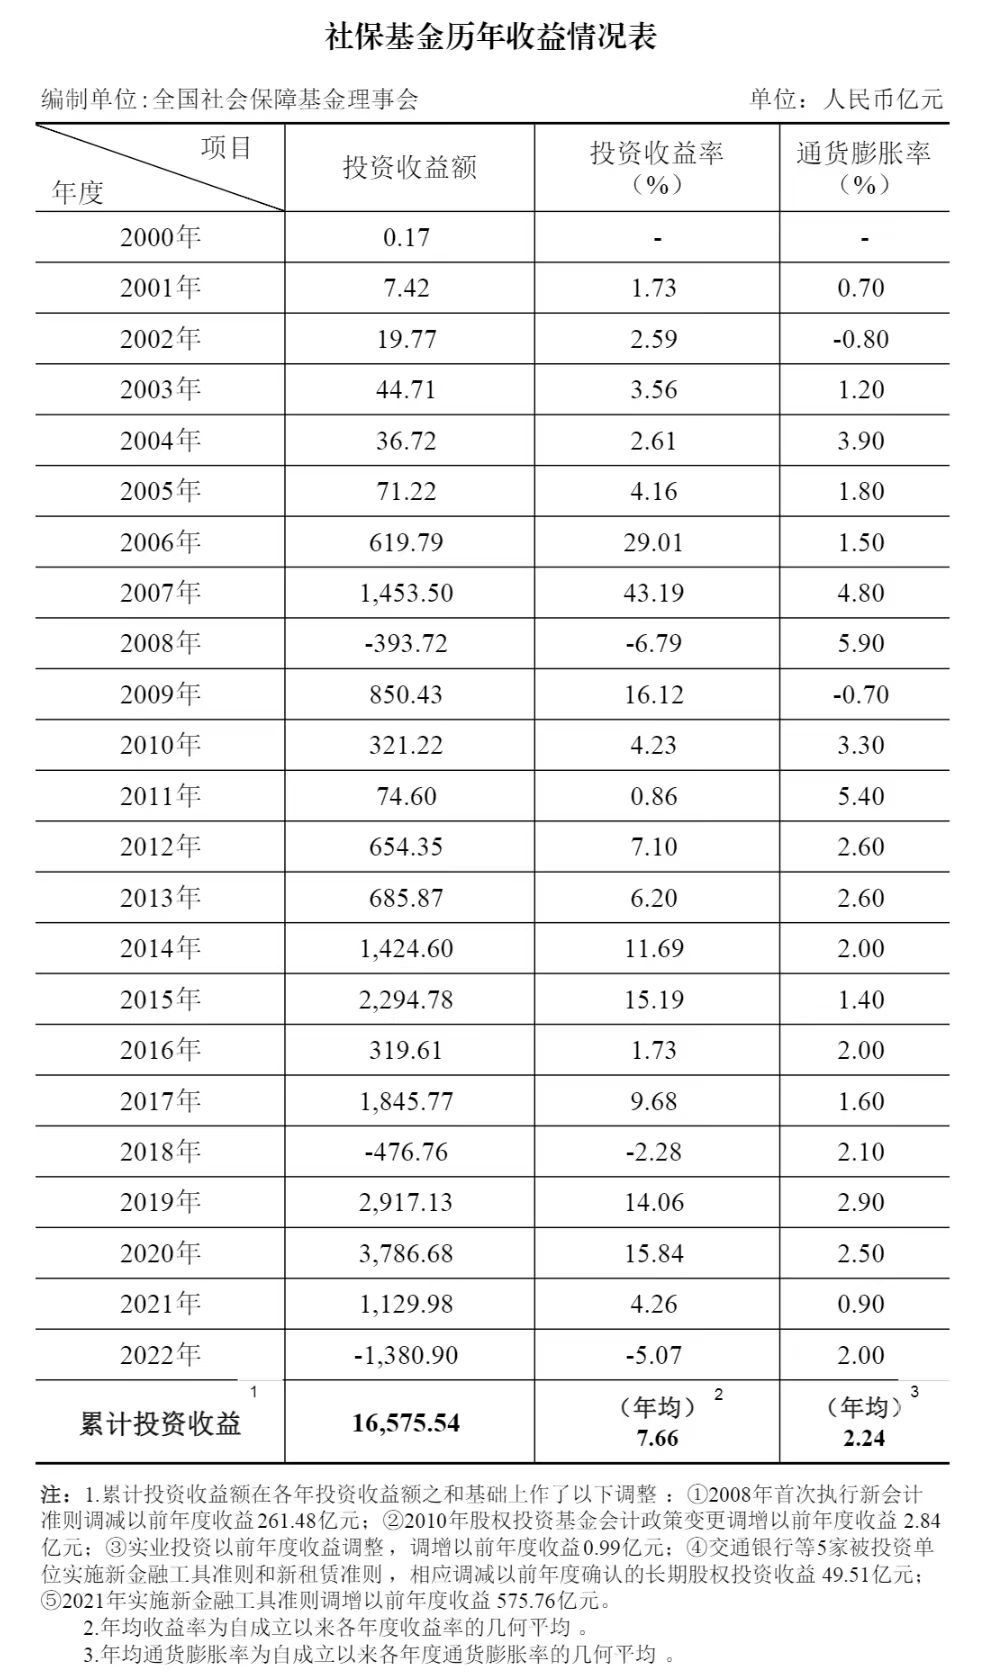 社保基金历年收益情况表
编制单位:全国社会保障基金理事会 单位：人民币亿元
项目
年度
投资收益额
投资收益率
（%）
通货膨胀率
（%）
2000年 0.17 - -
2001年 7.42 1.73 0.70
2002年 19.77 2.59 -0.80
2003年 44.71 3.56 1.20
2004年 36.72 2.61 3.90
2005年 71.22 4.16 1.80
2006年 619.79 29.01 1.50
2007年 1,453.50 43.19 4.80
2008年 -393.72 -6.79 5.90
2009年 850.43 16.12 -0.70
2010年 321.22 4.23 3.30
2011年 74.60 0.86 5.40
2012年 654.35 7.10 2.60
2013年 685.87 6.20 2.60
2014年 1,424.60 11.69 2.00
2015年 2,294.78 15.19 1.40
2016年 319.61 1.73 2.00
2017年 1,845.77 9.68 1.60
2018年 -476.76 -2.28 2.10
2019年 2,917.13 14.06 2.90
2020年 3,786.68 15.84 2.50
2021年 1,129.98 4.26 0.90
2022年 -1,380.90 -5.07 2.00
累计投资收益1 16,575.54 （年均）2 7.66 （年均）3 2.24
注：1.累计投资收益额在各年投资收益额之和基础上作了以下调整：①2008年首次执行新会计
准则调减以前年度收益261.48亿元；②2010年股权投资基金会计政策变更调增以前年度收益 2.84
亿元；③实业投资以前年度收益调整，调增以前年度收益0.99亿元；④交通银行等5家被投资单
位实施新金融工具准则和新租赁准则，相应调减以前年度确认的长期股权投资收益 49.51亿元；
⑤2021年实施新金融工具准则调增以前年度收益 575.76亿元。
2.年均收益率为自成立以来各年度收益率的几何平均。
3.年均通货膨胀率为自成立以来各年度通货膨胀率的几何平均。